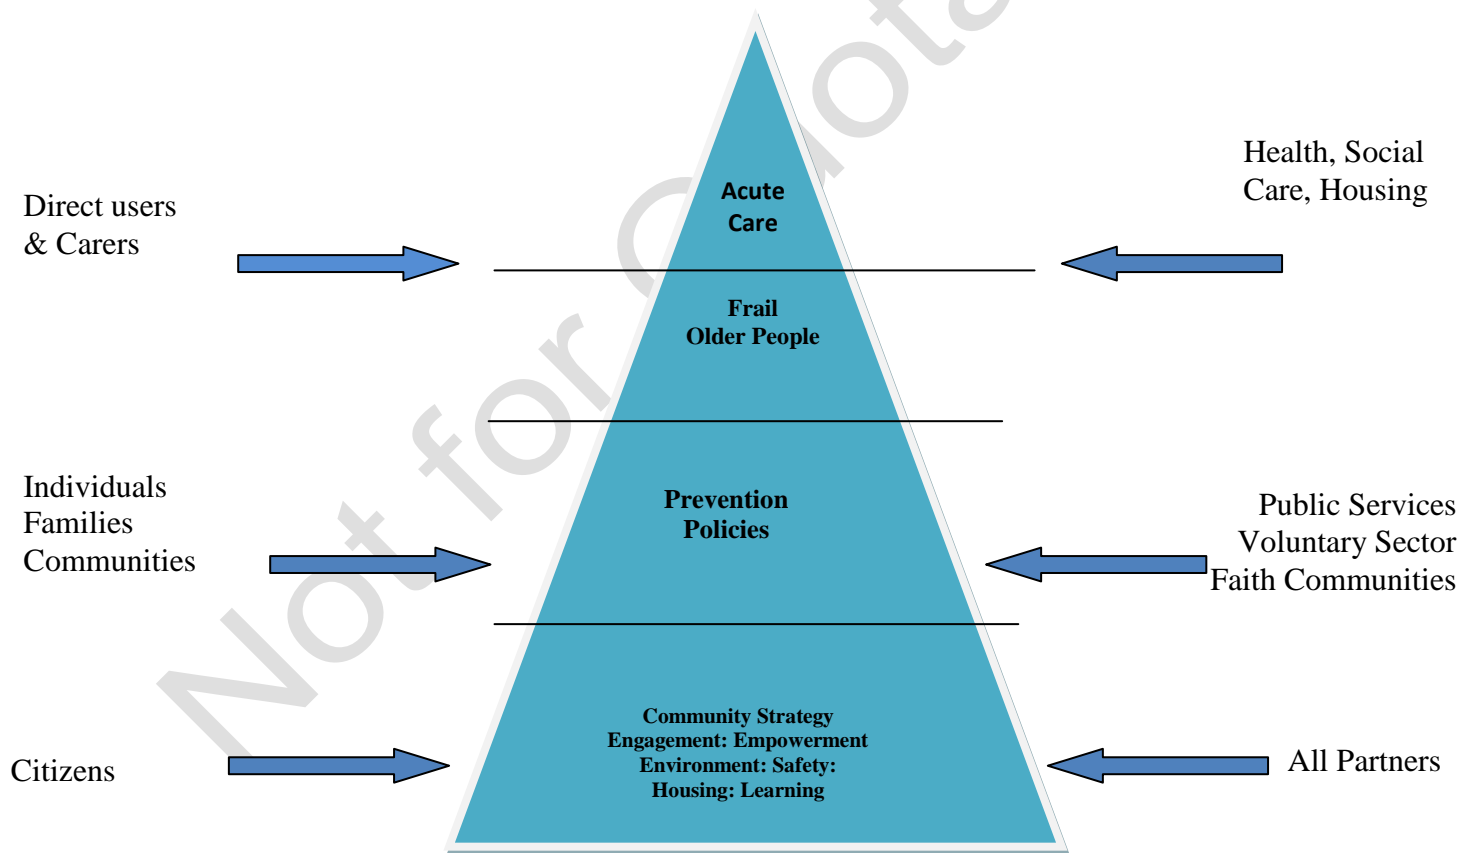 Acute
Care
Health, Social
Care, Housing
Direct users
& Carers
Frail
Older People
Individuals
Families
Communities
Prevention
Policies
Public Services
Voluntary Sector
Faith Communities
Community Strategy
Engagement: Empowerment
Environment: Safety:
Housing: Learning
Citizens
All Partners
Not for